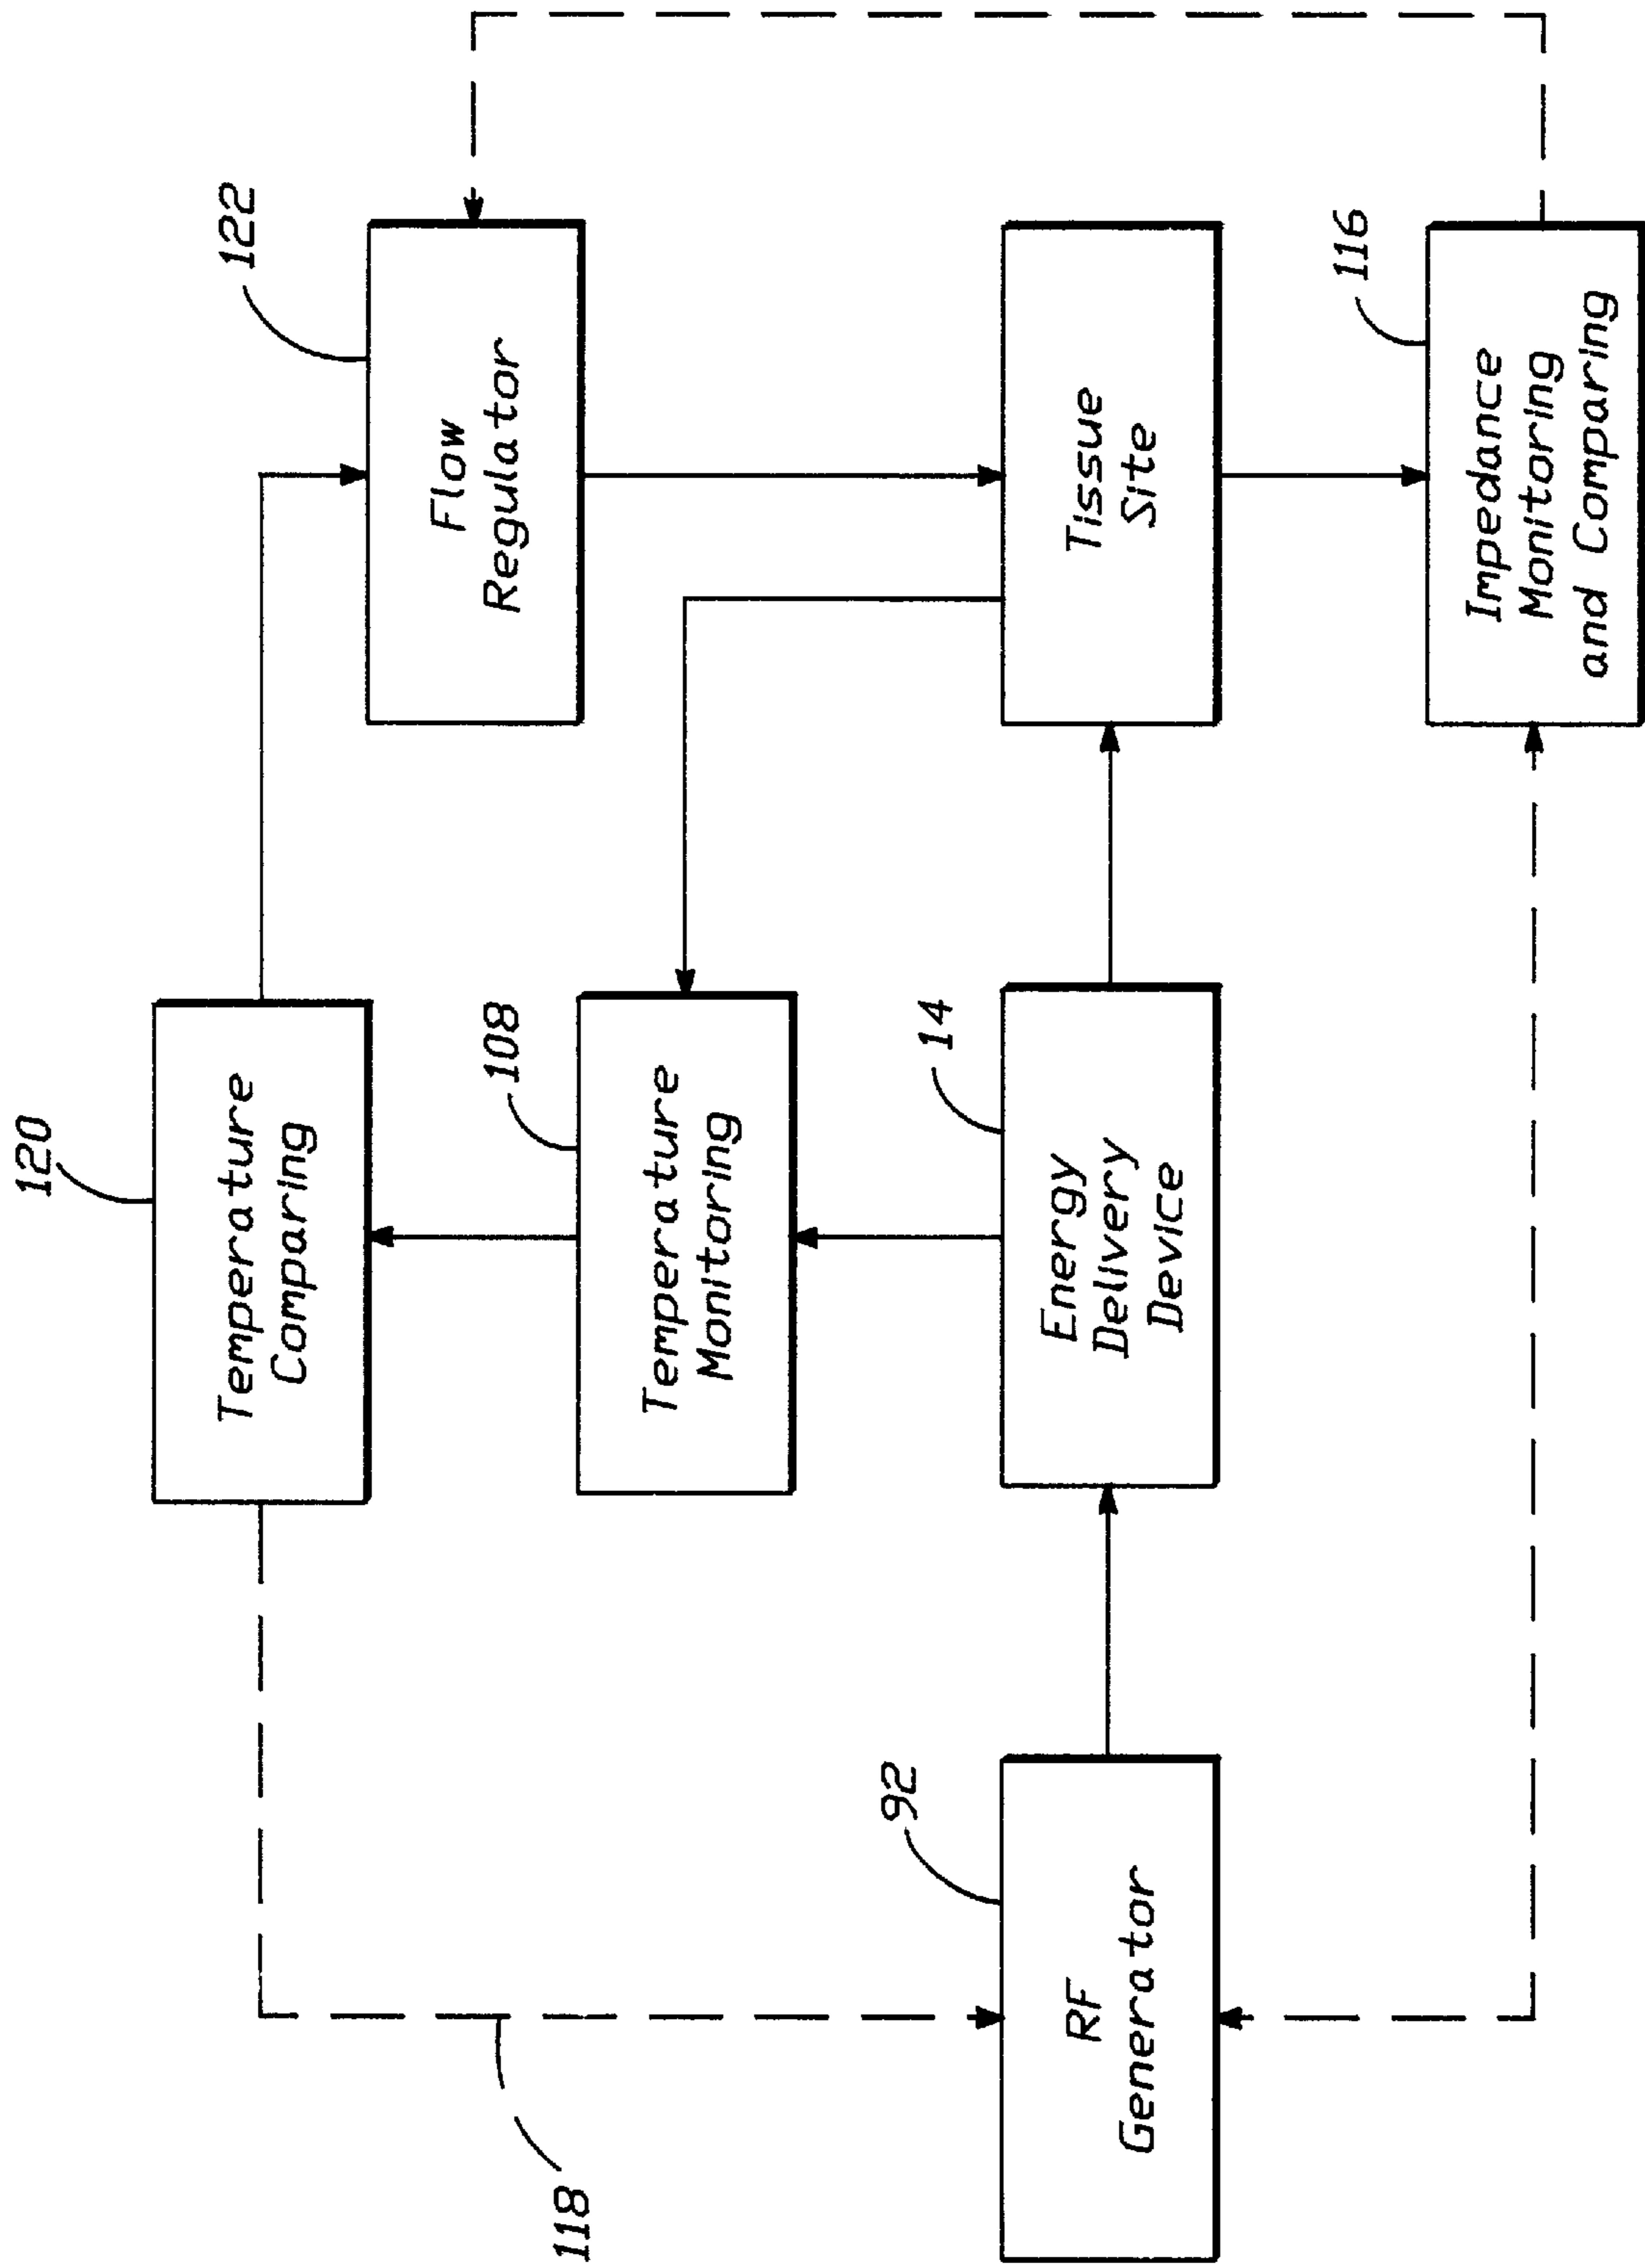 120
Temperature
Comparing
122
Flow
Regulator
108
Temperature
Monitoring
118
92
RF
Generator
14
Energy
Delivery
Device
Tissue
Site
116
Impedance
Monitoring
and Comparing